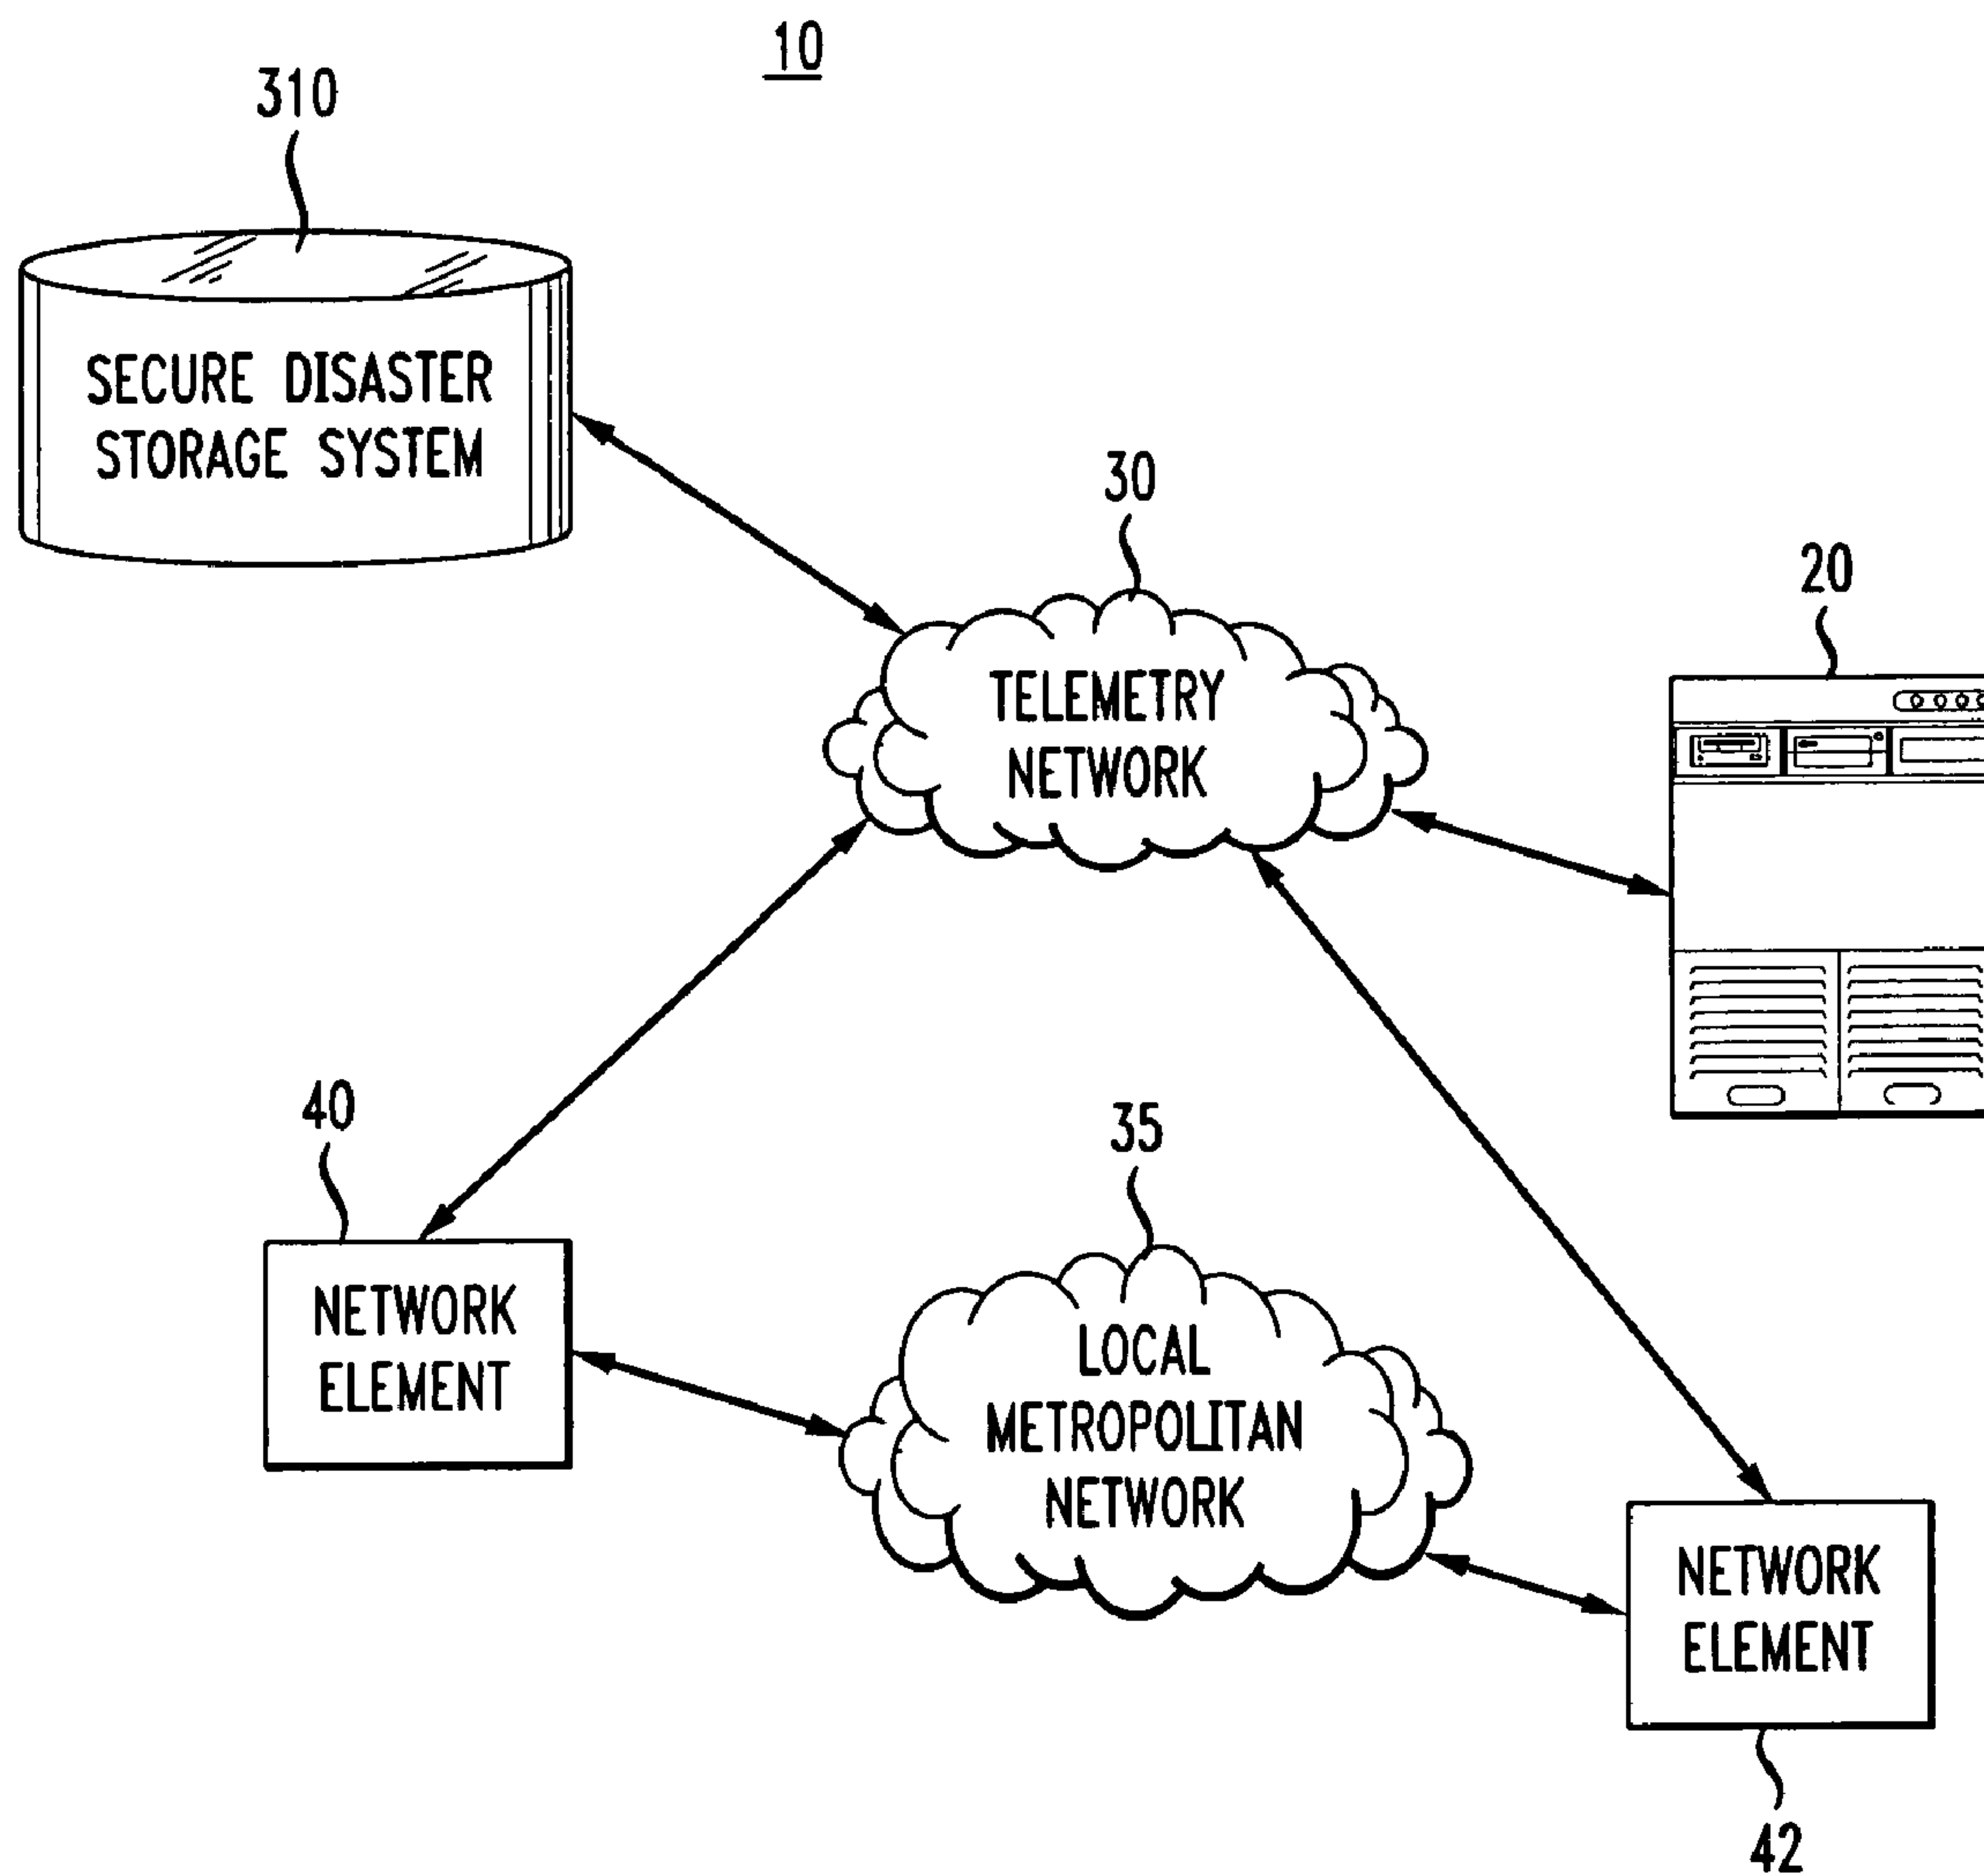 10
310
SECURE DISASTER
STORAGE SYSTEM
30
TELEMETRY
NETWORK
20
40
NETWORK
ELEMENT
35
LOCAL
METROPOLITAN
NETWORK
NETWORK
ELEMENT
42